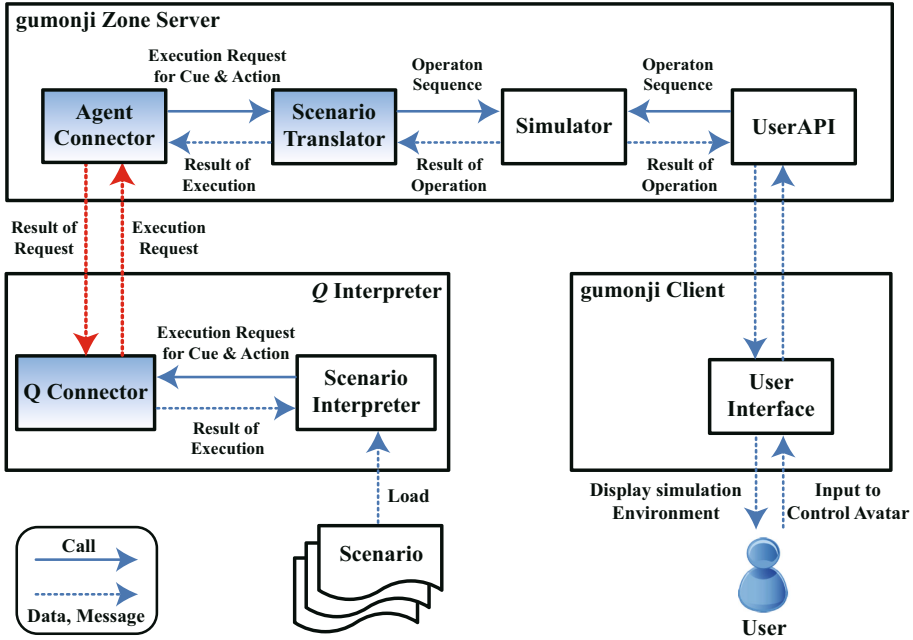 gumonji Zone Server
Execution Request
for Cue & Action
Operaton
Sequence
Operaton
Sequence
Agent
Connector
Scenario
Translator
Simulator
UserAPI
Result of
Execution
Result of
Operation
Result of
Operation
Result of
Request
Execution
Request
Q Interpreter
Execution Request
for Cue & Action
Q Connector
Scenario
Interpreter
Result of
Execution
gumonji Client
User
Interface
Load
Scenario
Display simulation
Environment
Input to
Control Avatar
User
Call
Data, Message